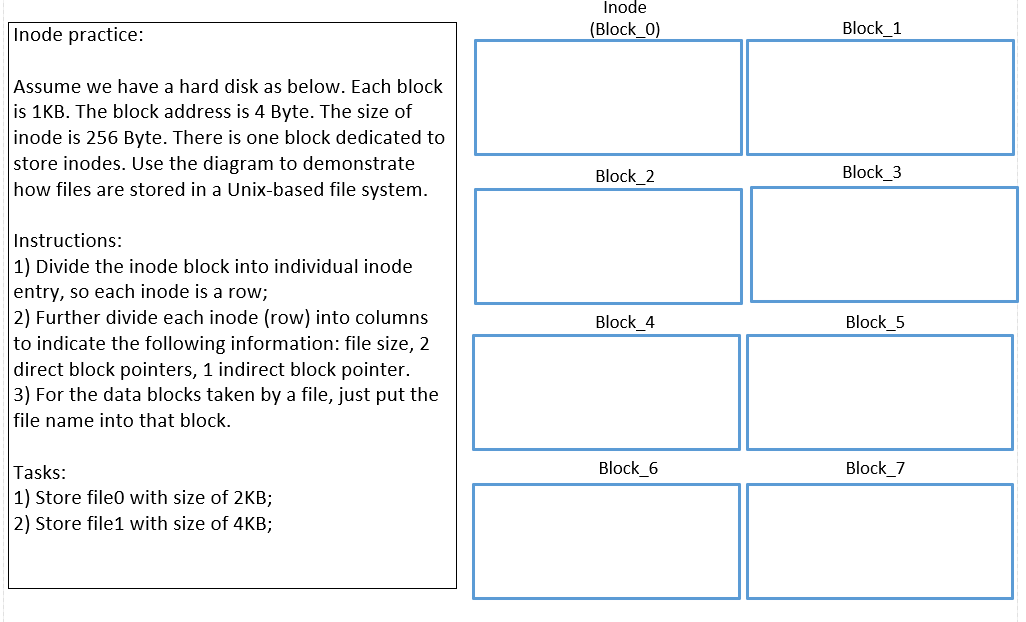 Inode practice:
Assume we have a hard disk as below. Each block
is 1KB. The block address is 4 Byte. The size of
inode is 256 Byte. There is one block dedicated to
store inodes. Use the diagram to demonstrate
how files are stored in a Unix-based file system.
Instructions:
1) Divide the inode block into individual inode
entry, so each inode is a row;
2) Further divide each inode (row) into columns
to indicate the following information: file size, 2
direct block pointers, 1 indirect block pointer.
3) For the data blocks taken by a file, just put the
file name into that block.
Tasks:
1) Store file0 with size of 2KB;
2) Store file1 with size of 4KB;
Inode
(Block_0)
Block_1
Block_2
Block_3
Block_4
Block_5
Block_6
Block_7